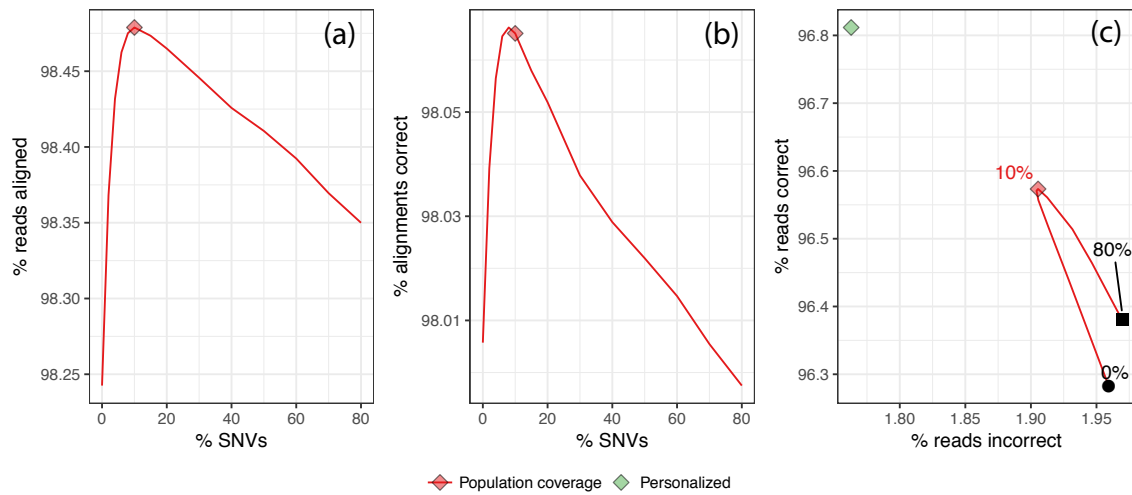 (a)
% reads aligned
98.45
98.40
98.35
98.30
98.25
0 20 40 60 80
% SNVs
(b)
% alignments correct
98.05
98.03
98.01
0 20 40 60 80
% SNVs
(c)
% reads correct
96.8
96.7
96.6
96.5
96.4
96.3
10%
80%
0%
1.80 1.85 1.90 1.95
% reads incorrect
Population coverage Personalized